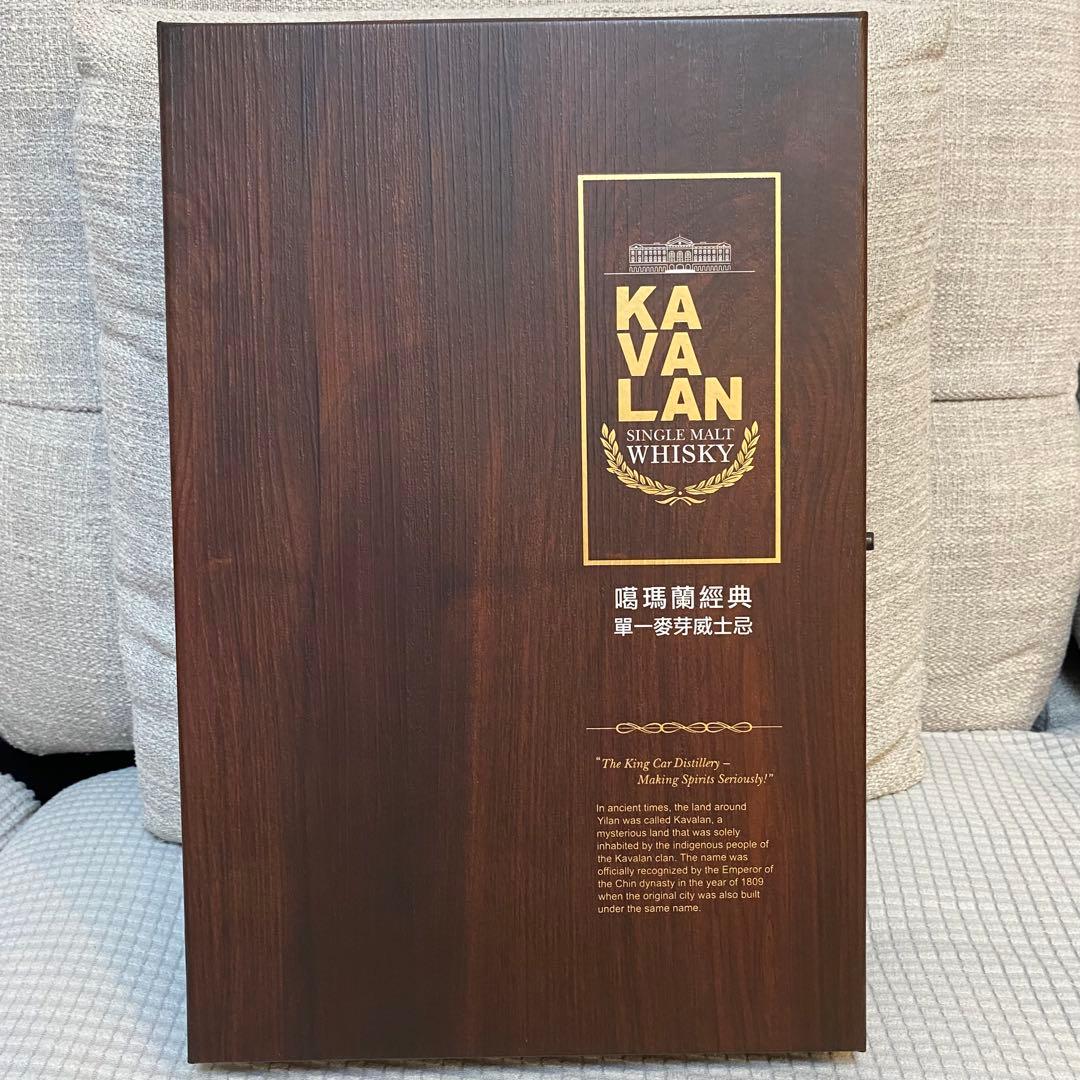 KA
VA
LAN
SINGLE MALT
WHISKY
噶瑪蘭經典
單一麥芽威士忌
“The King Car Distillery –
Making Spirits Seriously!”
In ancient times, the land around
Yilan was called Kavalan, a
mysterious land that was solely
inhabited by the indigenous people of
the Kavalan clan. The name was
officially recognized by the Emperor of
the Chin dynasty in the year of 1809
when the original city was also built
under the same name.